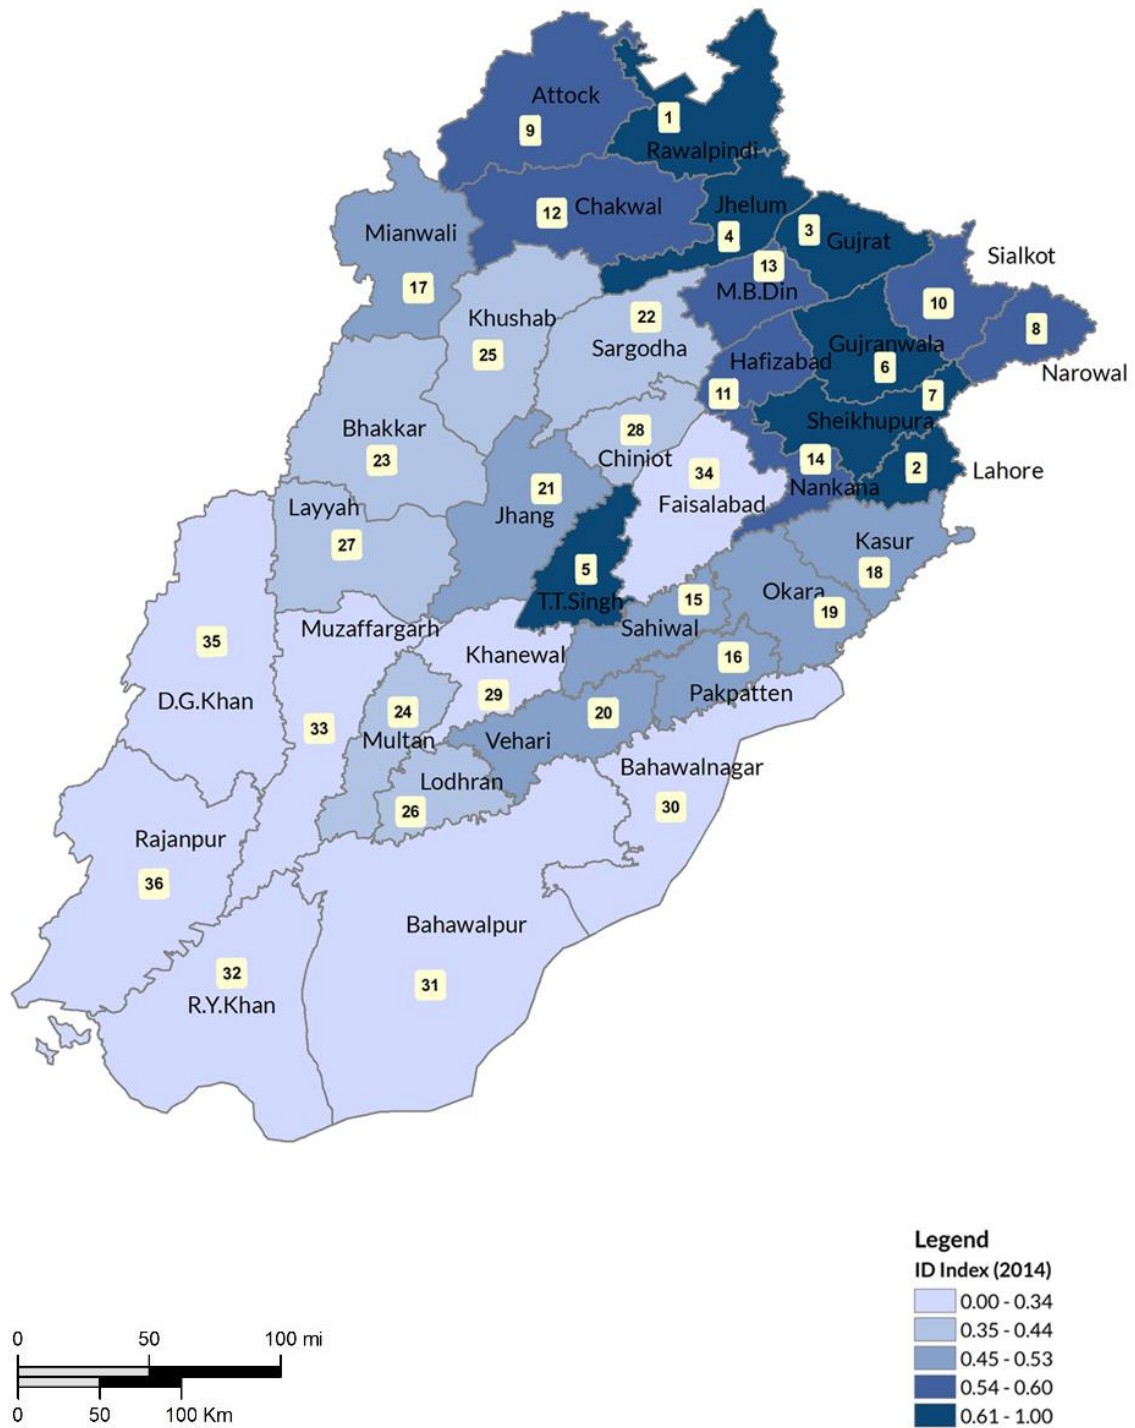 Attock
9
1
Rawalpindi
12
Chakwal
Jhelum
4
3
Gujrat
Mianwali
17
13
M.B.Din
Sialkot
10
8
Narowal
Khushab
25
22
Sargodha
Hafizabad
11
Gujranwala
6
7
Sheikhupura
Bhakkar
23
28
Chiniot
34
Faisalabad
14
Nankana
2
Lahore
Layyah
27
21
Jhang
5
T.T.Singh
Kasur
18
Okara
19
15
Sahiwal
35
D.G.Khan
Muzaffargarh
33
Khanewal
29
16
Pakpatten
24
Multan
20
Vehari
Lodhran
26
Bahawalnagar
30
Rajanpur
36
Bahawalpur
31
32
R.Y.Khan
Legend
ID Index (2014)
0.00 - 0.34
0.35 - 0.44
0.45 - 0.53
0.54 - 0.60
0.61 - 1.00
0 50 100 mi
0 50 100 Km